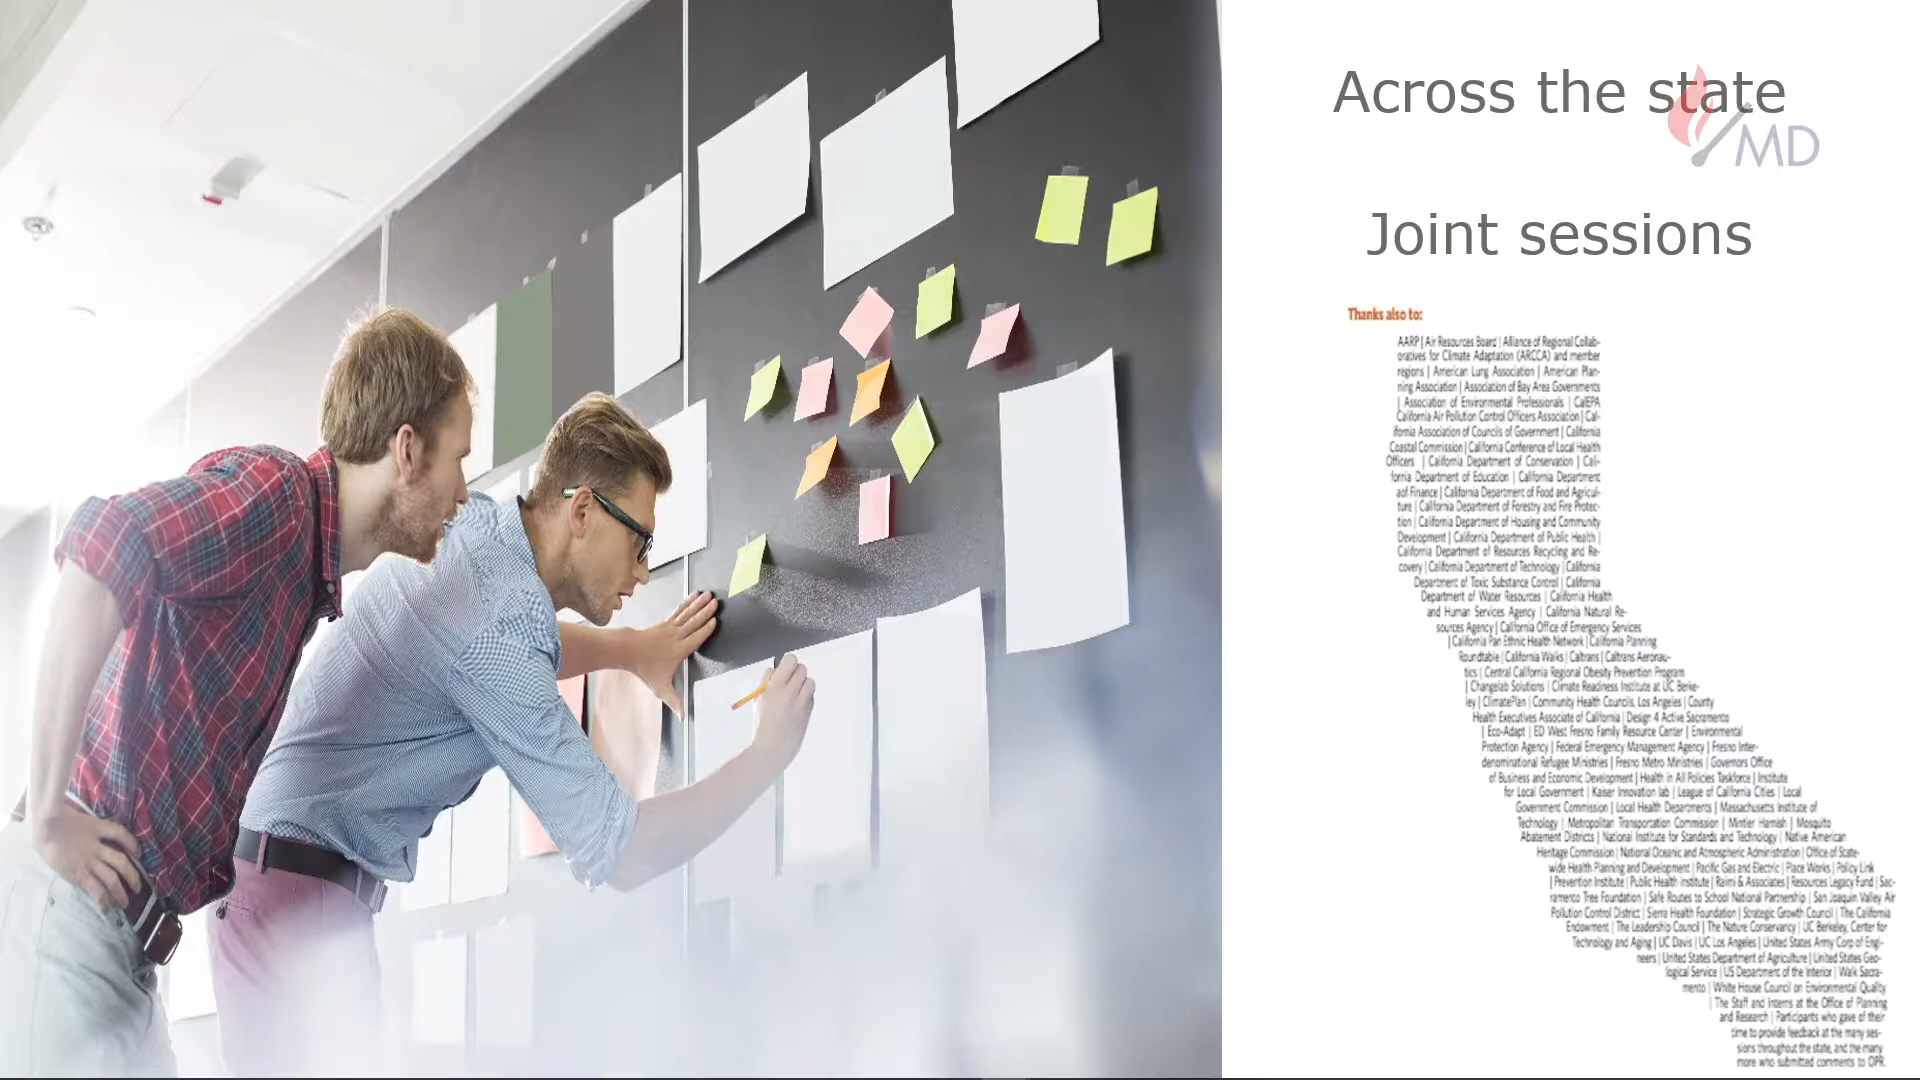 Across the state
MD
Joint sessions
Thanks also to:
AARP | Air Resources Board | Alliance of Regional Collab-
oratives for Climate Adaptation (ARCCA) and member
regions | American Lung Association | American Plan-
ning Association | Association of Bay Area Governments
| Association of Environmental Professionals | CalEPA
California Air Pollution Control Officers Association | Cal-
ifornia Association of Councils of Government | California
Coastal Commission | California Conference of Local Health
Officers | California Department of Conservation | Cali-
fornia Department of Education | California Department
aof Finance | California Department of Food and Agricul-
ture | California Department of Forestry and Fire Protec-
tion | California Department of Housing and Community
Development | California Department of Public Health |
California Department of Resources Recycling and Re-
covery | California Department of Technology | California
Department of Toxic Substance Control | California
Department of Water Resources | California Health
and Human Services Agency | California Natural Re-
sources Agency | California Office of Emergency Services
| California Pan Ethnic Health Network | California Planning
Roundtable | California Walks | Caltrans | Caltrans Aeronau-
tics | Central California Regional Obesity Prevention Program
| Changelab Solutions | Climate Readiness Institute at UC Berke-
ley | ClimatePlan | Community Health Councils, Los Angeles | County
Health Executives Associate of California | Design 4 Active Sacramento
| Eco-Adapt | ED West Fresno Family Resource Center | Environmental
Protection Agency | Federal Emergency Management Agency | Fresno Inter-
denominational Refugee Ministries | Fresno Metro Ministries | Governors Office
of Business and Economic Development | Health in All Policies Taskforce | Institute
for Local Government | Kaiser Innovation lab | League of California Cities | Local
Government Commission | Local Health Departments | Massachusetts Institute of
Technology | Metropolitan Transportation Commission | Mintier Harnish | Mosquito
Abatement Districts | National Institute for Standards and Technology | Native American
Heritage Commission | National Oceanic and Atmospheric Administration | Office of State-
wide Health Planning and Development | Pacific Gas and Electric | Place Works | Policy Link
| Prevention Institute | Public Health Institute | Raimi & Associates | Resources Legacy Fund | Sac-
ramento Tree Foundation | Safe Routes to School National Partnership | San Joaquin Valley Air
Pollution Control District | Sierra Health Foundation | Strategic Growth Council | The California
Endowment | The Leadership Council | The Nature Conservancy | UC Berkeley, Center for
Technology and Aging | UC Davis | UC Los Angeles | United States Army Corp of Engi-
neers | United States Department of Agriculture | United States Geo-
logical Service | US Department of the Interior | Walk Sacra-
mento | White House Council on Environmental Quality
| The Staff and Interns at the Office of Planning
and Research | Participants who gave of their
time to provide feedback at the many ses-
sions throughout the state, and the many
more who submitted comments to OPR.